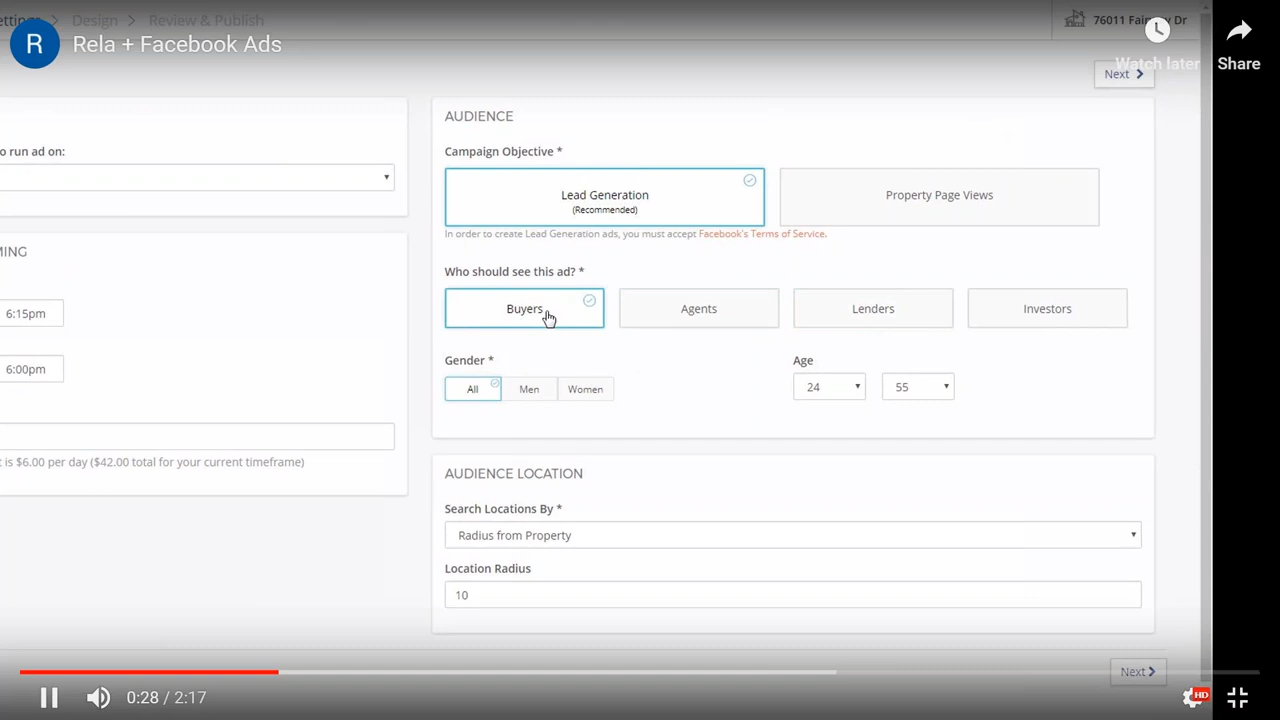 ettings Design Review & Publish
76011 Fairway Dr
R Rela + Facebook Ads
Watch later Share
Next
o run ad on:
AUDIENCE
Campaign Objective *
Lead Generation
(Recommended)
Property Page Views
In order to create Lead Generation ads, you must accept Facebook's Terms of Service.
MING
6:15pm
6:00pm
t is $6.00 per day ($42.00 total for your current timeframe)
Who should see this ad? *
Buyers Agents Lenders Investors
Gender * Age
All Men Women 24 55
AUDIENCE LOCATION
Search Locations By *
Radius from Property
Location Radius
10
Next
0:28 / 2:17
HD